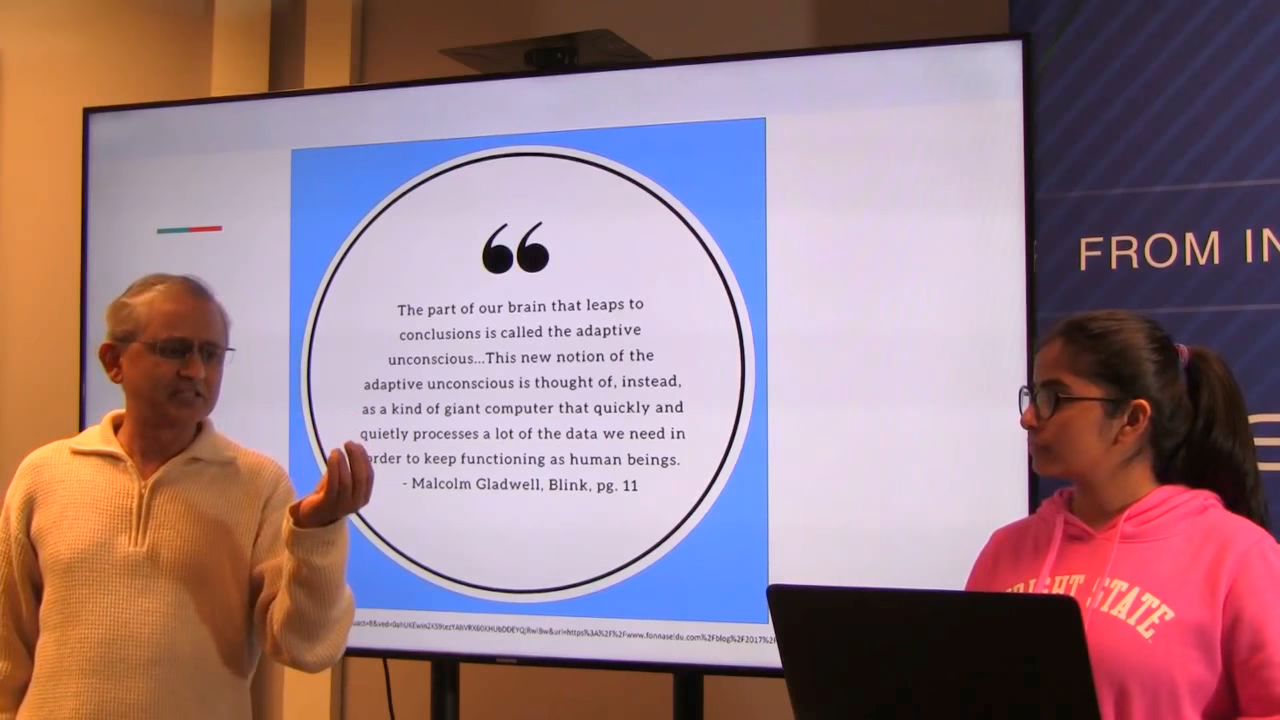 “
The part of our brain that leaps to
conclusions is called the adaptive
unconscious...This new notion of the
adaptive unconscious is thought of, instead,
as a kind of giant computer that quickly and
quietly processes a lot of the data we need in
order to keep functioning as human beings.
- Malcolm Gladwell, Blink, pg. 11
FROM IN
STATE